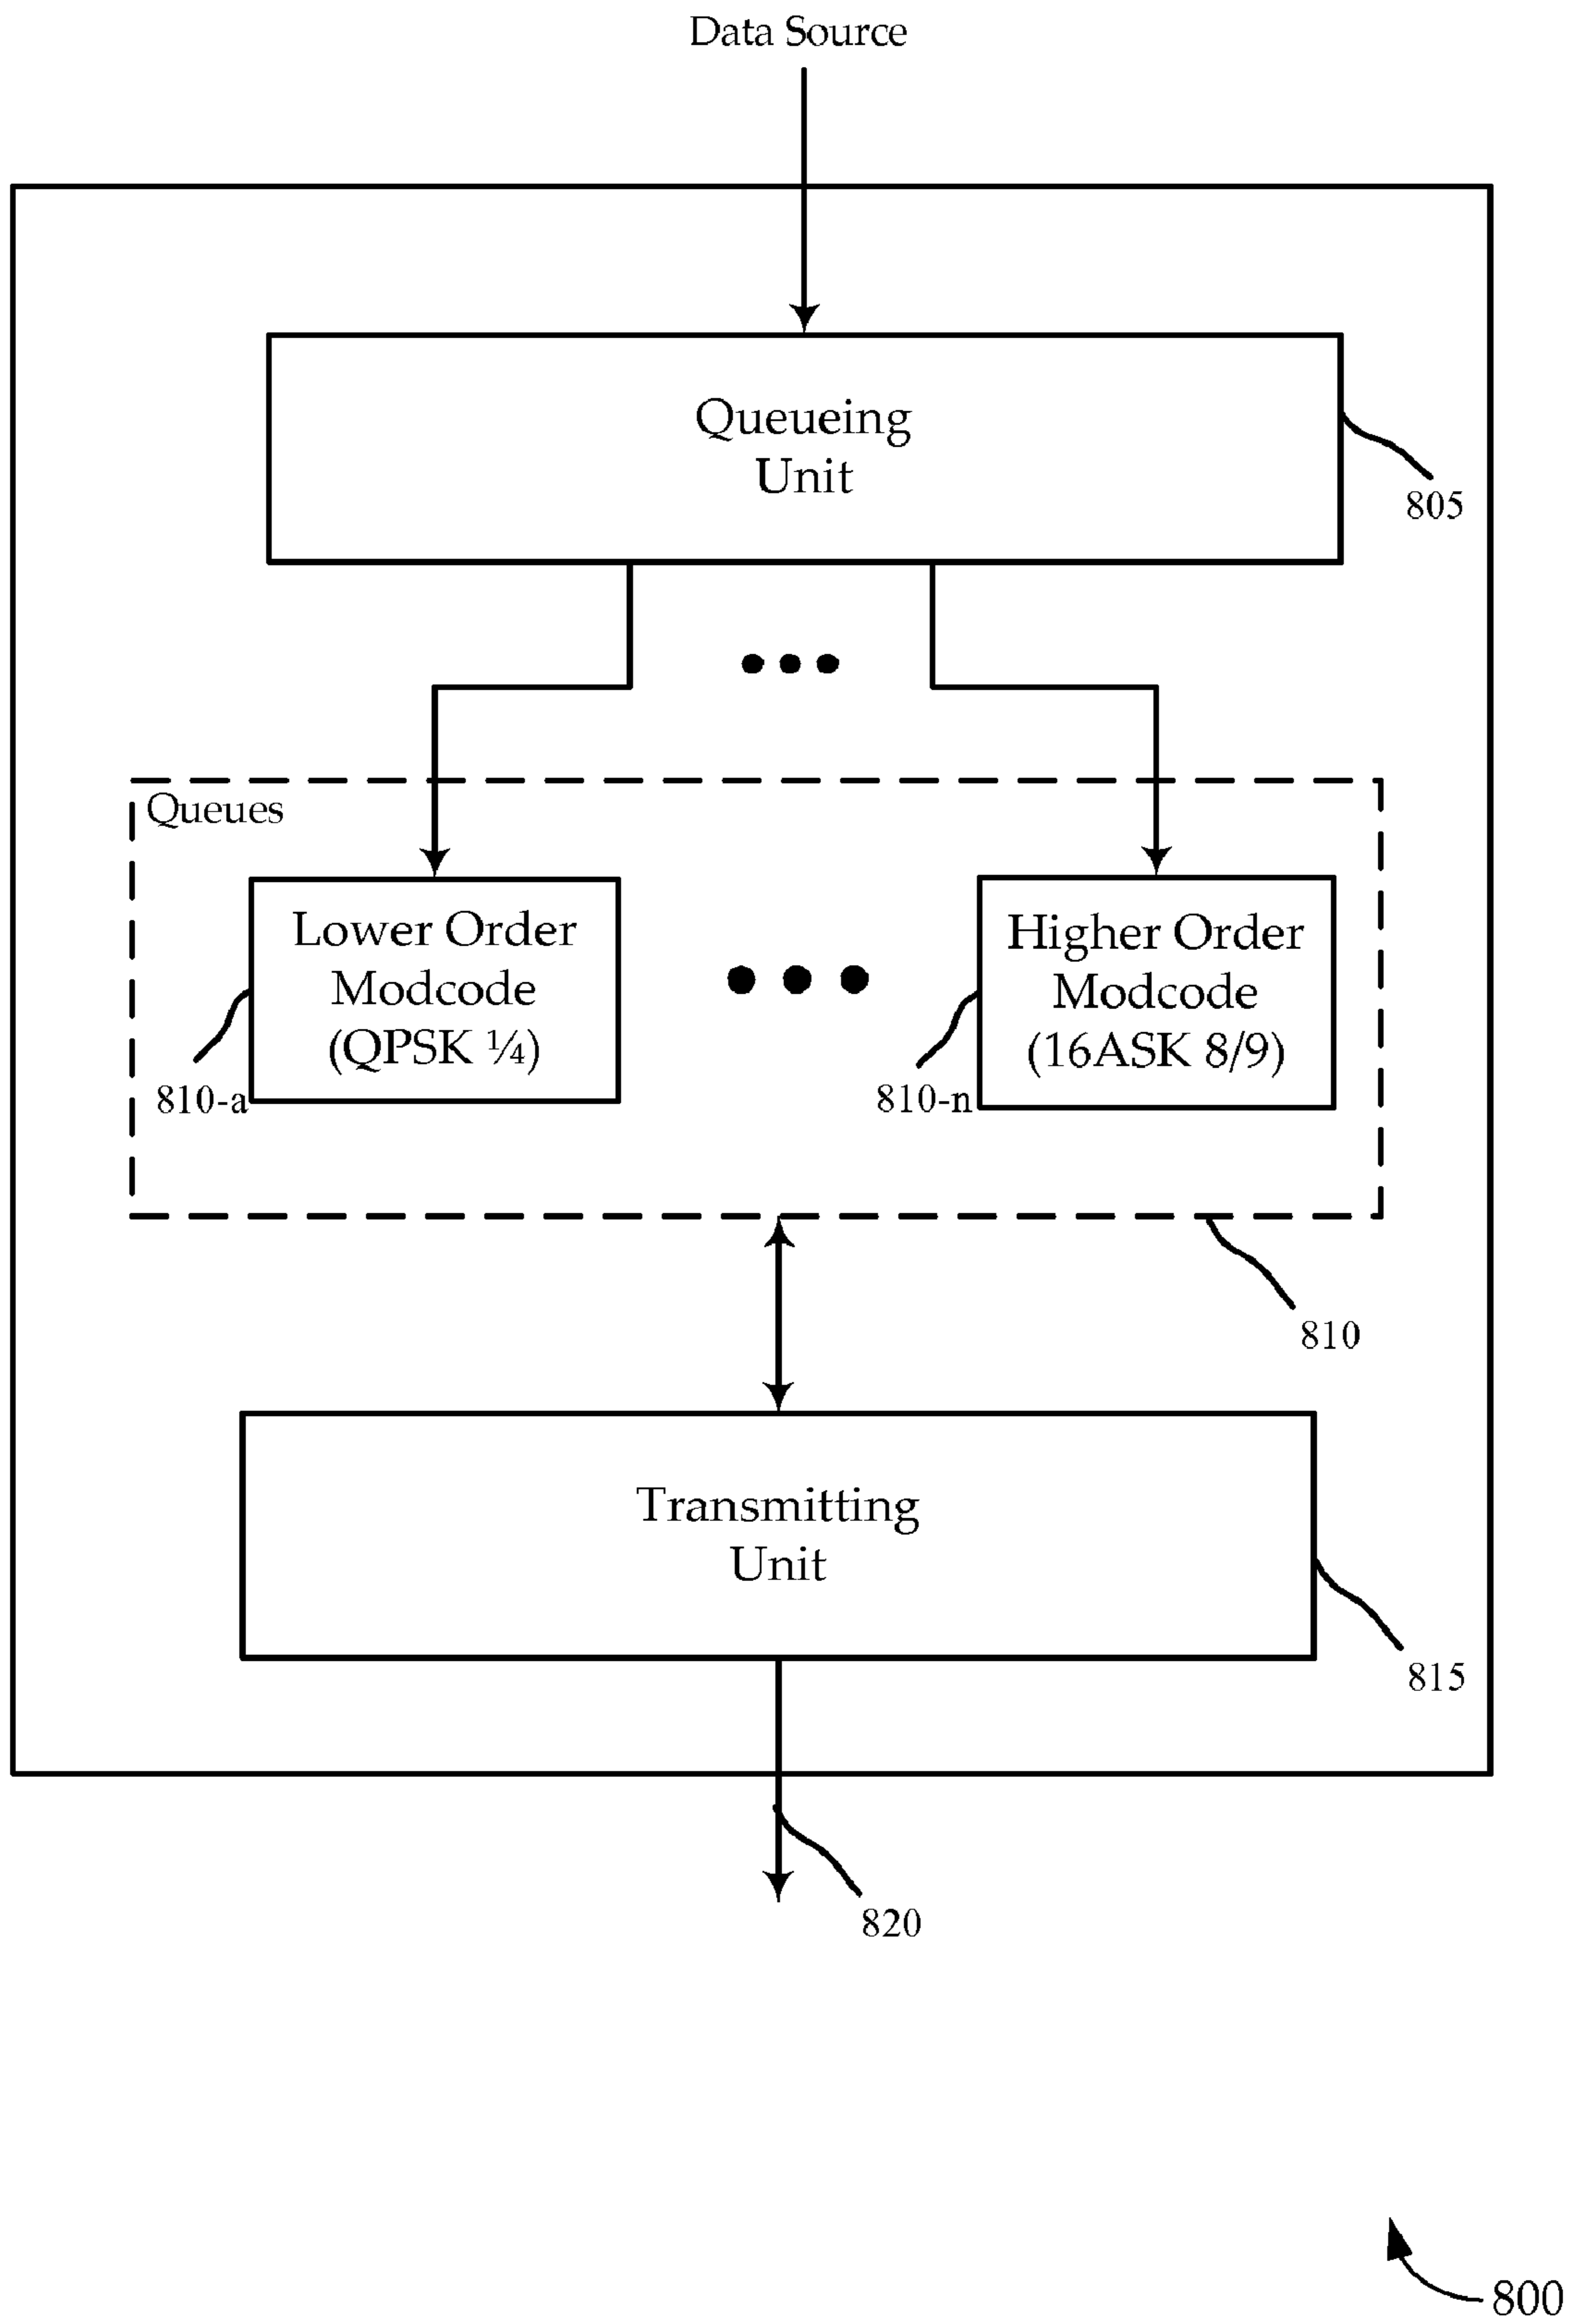 Data Source
Queueing
Unit
805
Queues
Lower Order
Modcode
(QPSK ¼)
810-a
Higher Order
Modcode
(16ASK 8/9)
810-n
810
Transmitting
Unit
815
820
800